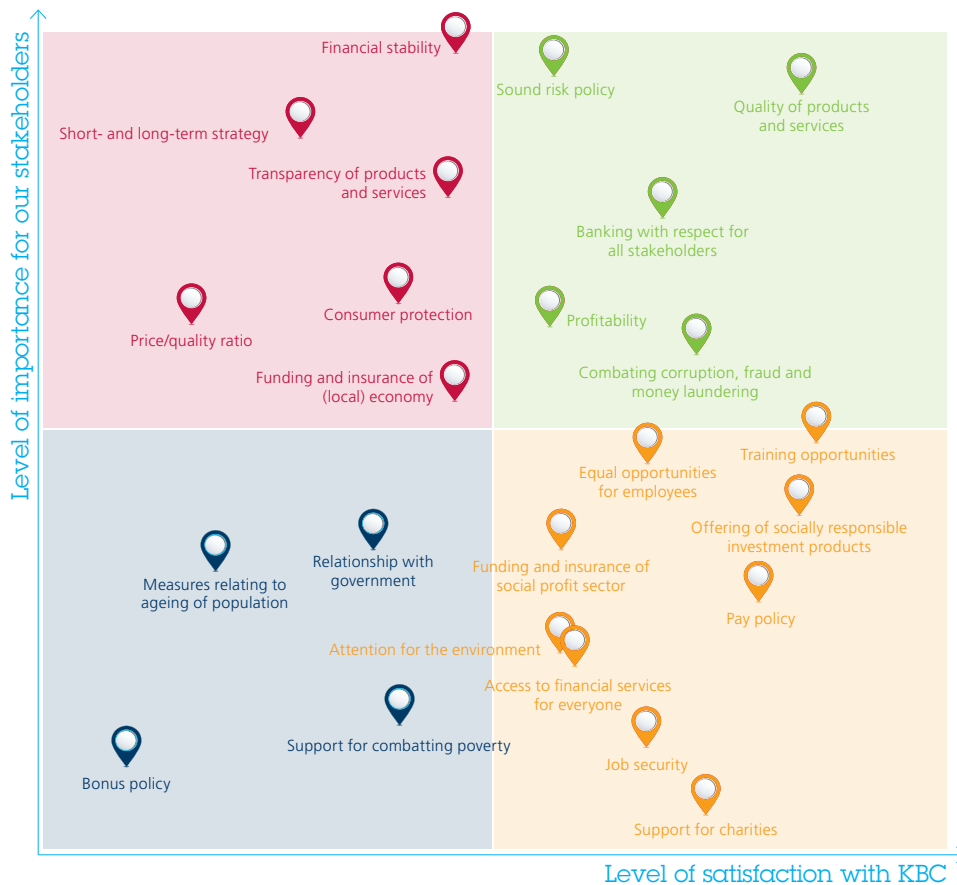 Level of importance for our stakeholders
Financial stability
Short- and long-term strategy
Transparency of products
and services
Price/quality ratio
Consumer protection
Funding and insurance of
(local) economy
Sound risk policy
Quality of products
and services
Banking with respect for
all stakeholders
Profitability
Combating corruption, fraud and
money laundering
Measures relating to
ageing of population
Relationship with
government
Bonus policy
Support for combatting poverty
Training opportunities
Equal opportunities
for employees
Offering of socially responsible
investment products
Funding and insurance of
social profit sector
Pay policy
Attention for the environment
Access to financial services
for everyone
Job security
Support for charities
Level of satisfaction with KBC